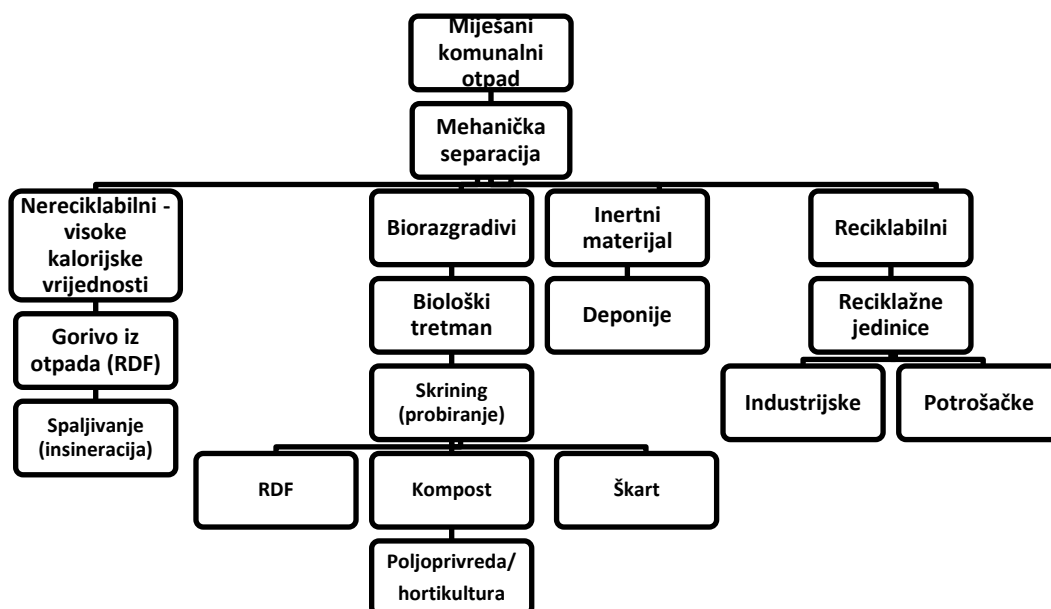 Miješani
komunalni
otpad
Mehanička
separacija
Nereciklabilni -
visoke
kalorijske
vrijednosti
Biorazgradivi
Inertni
materijal
Reciklabilni
Gorivo iz
otpada (RDF)
Biološki
tretman
Deponije
Reciklažne
jedinice
Spaljivanje
(insineracija)
Skrining
(probiranje)
Industrijske
Potrošačke
RDF
Kompost
Škart
Poljoprivreda/
hortikultura